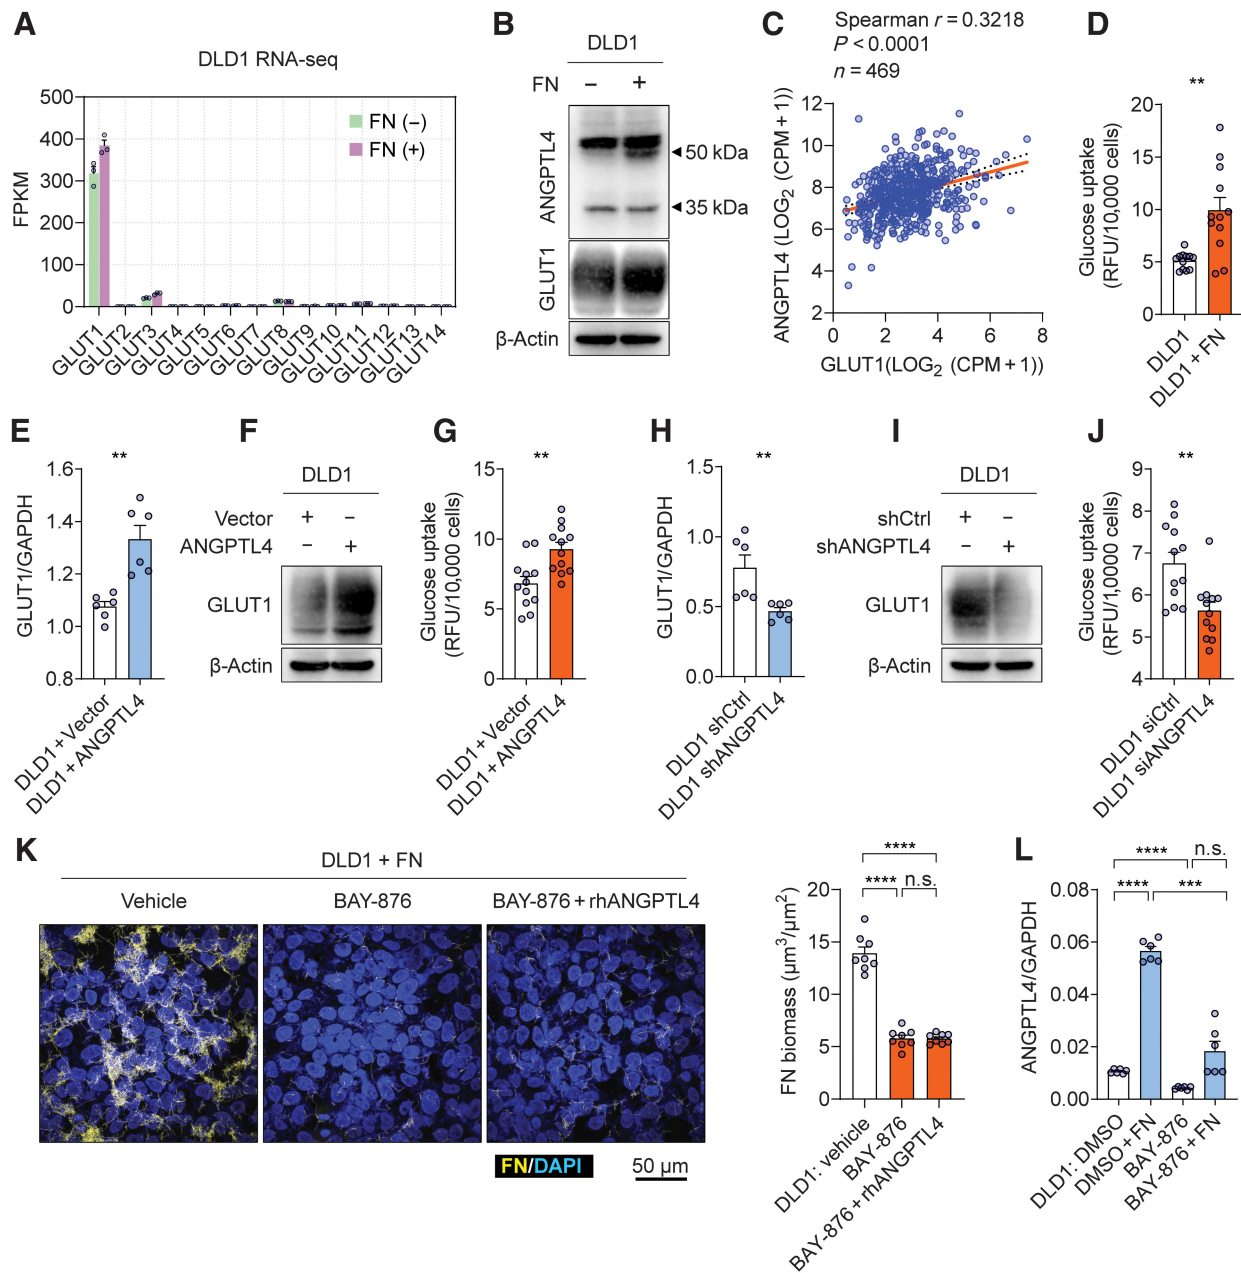 A
DLD1 RNA-seq
FPKM
500
400
300
200
100
0
FN (–)
FN (+)
GLUT1
GLUT2
GLUT3
GLUT4
GLUT5
GLUT6
GLUT7
GLUT8
GLUT9
GLUT10
GLUT11
GLUT12
GLUT13
GLUT14
B
DLD1
FN – +
ANGPTL4
50 kDa
35 kDa
GLUT1
β-Actin
C
Spearman r = 0.3218
P < 0.0001
n = 469
ANGPTL4 (LOG2 (CPM + 1))
12
10
8
6
4
2
0 2 4 6 8
GLUT1(LOG2 (CPM + 1))
D
**
Glucose uptake
(RFU/10,000 cells)
20
15
10
5
0
DLD1
DLD1 + FN
E
**
GLUT1/GAPDH
1.6
1.4
1.2
1.0
0.8
DLD1 + Vector
DLD1 + ANGPTL4
F
DLD1
Vector + –
ANGPTL4 – +
GLUT1
β-Actin
G
**
Glucose uptake
(RFU/10,000 cells)
15
10
5
0
DLD1 + Vector
DLD1 + ANGPTL4
H
**
GLUT1/GAPDH
1.5
1.0
0.5
0.0
DLD1 shCtrl
DLD1 shANGPTL4
I
DLD1
shCtrl + –
shANGPTL4 – +
GLUT1
β-Actin
J
**
Glucose uptake
(RFU/1,0000 cells)
9
8
7
6
5
4
DLD1 siCtrl
DLD1 siANGPTL4
K
DLD1 + FN
Vehicle
BAY-876
BAY-876 + rhANGPTL4
FN/DAPI
50 μm
****
**** n.s.
FN biomass (μm3/μm2)
20
15
10
5
0
DLD1: vehicle
BAY-876
BAY-876 + rhANGPTL4
L
n.s.
****
**** ***
ANGPTL4/GAPDH
0.08
0.06
0.04
0.02
0.00
DLD1: DMSO
DMSO + FN
BAY-876
BAY-876 + FN